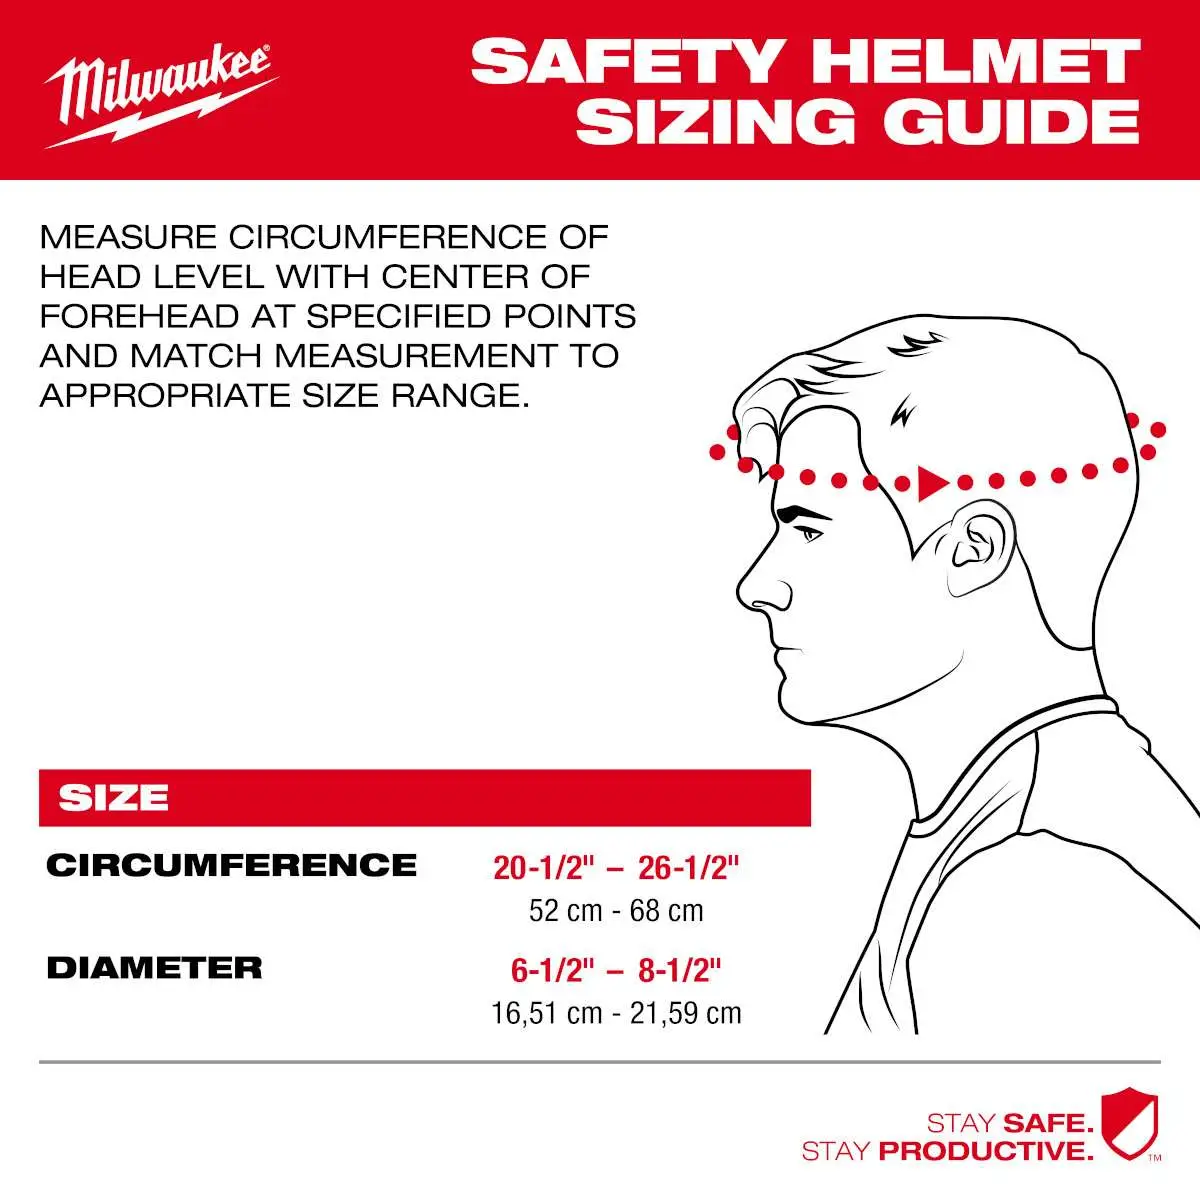 Milwaukee®
SAFETY HELMET
SIZING GUIDE
MEASURE CIRCUMFERENCE OF
HEAD LEVEL WITH CENTER OF
FOREHEAD AT SPECIFIED POINTS
AND MATCH MEASUREMENT TO
APPROPRIATE SIZE RANGE.
SIZE
CIRCUMFERENCE 20-1/2" – 26-1/2"
52 cm - 68 cm
DIAMETER 6-1/2" – 8-1/2"
16,51 cm - 21,59 cm
STAY SAFE.
STAY PRODUCTIVE.
TM